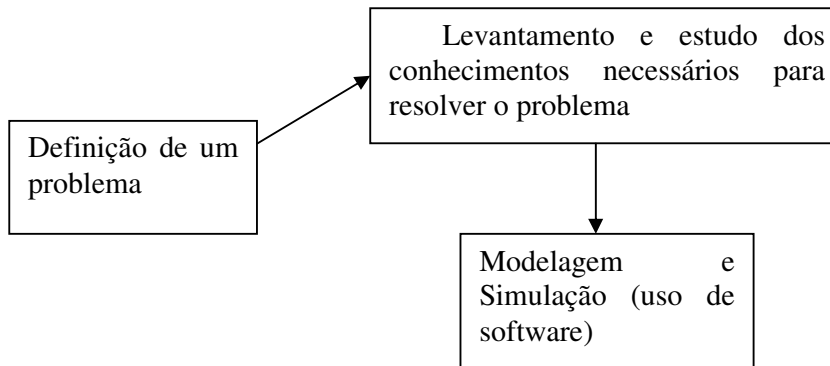 Levantamento e estudo dos
conhecimentos necessários para
resolver o problema
Definição de um
problema
Modelagem e
Simulação (uso de
software)